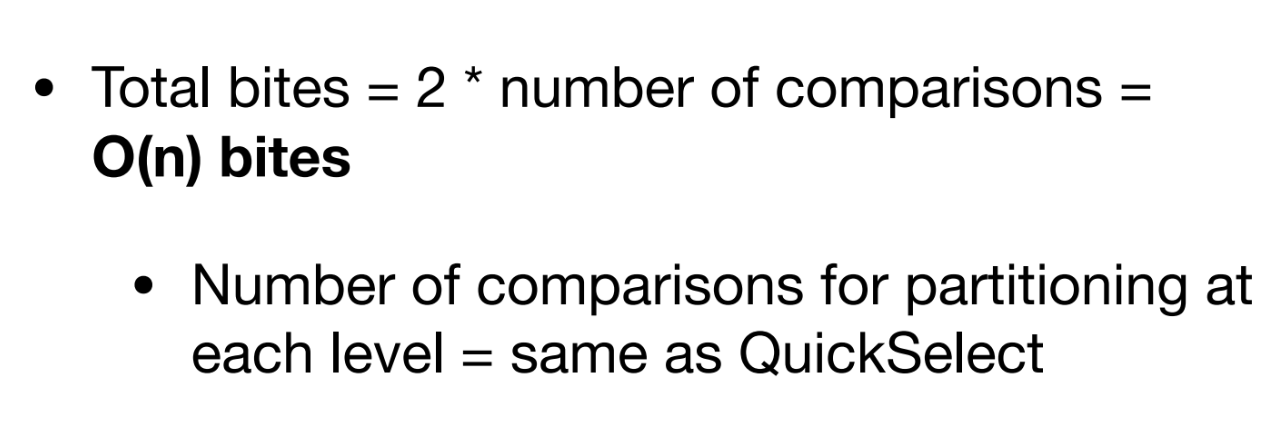 • Total bites = 2 * number of comparisons =
O(n) bites
• Number of comparisons for partitioning at
each level = same as QuickSelect